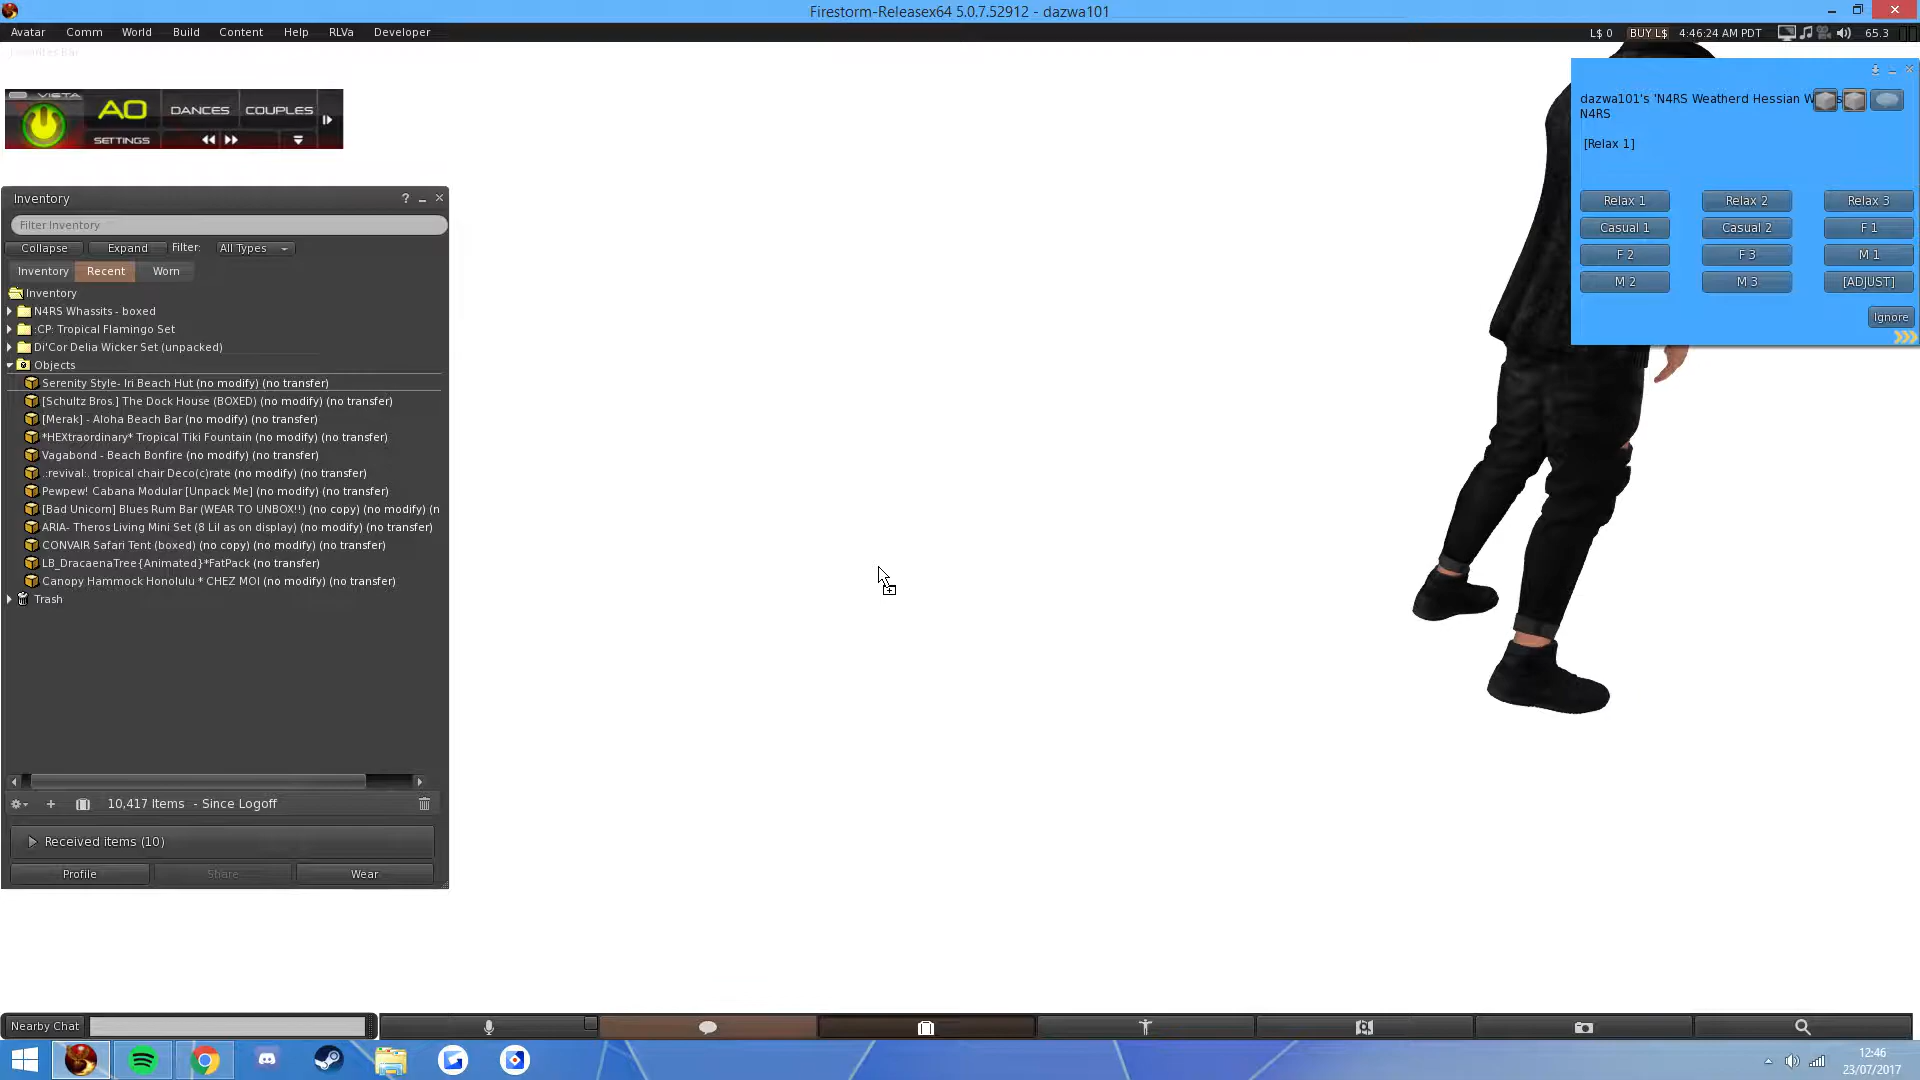 Firestorm-Releasex64 5.0.7.52912 - dazwa101
Avatar Comm World Build Content Help RLVa Developer
L$ 0 BUY L$ 4:46:24 AM PDT 65.3
Favorites Bar
VISTA
AO DANCES COUPLES
SETTINGS
dazwa101's 'N4RS Weatherd Hessian W
N4RS
[Relax 1]
Relax 1 Relax 2 Relax 3
Casual 1 Casual 2 F 1
F 2 F 3 M 1
M 2 M 3 [ADJUST]
Ignore
Inventory
Filter Inventory
Collapse Expand Filter: All Types
Inventory Recent Worn
Inventory
N4RS Whassits - boxed
:CP: Tropical Flamingo Set
Di'Cor Delia Wicker Set (unpacked)
Objects
Serenity Style- Iri Beach Hut (no modify) (no transfer)
[Schultz Bros.] The Dock House (BOXED) (no modify) (no transfer)
[Merak] - Aloha Beach Bar (no modify) (no transfer)
*HEXtraordinary* Tropical Tiki Fountain (no modify) (no transfer)
Vagabond - Beach Bonfire (no modify) (no transfer)
.:revival:. tropical chair Deco(c)rate (no modify) (no transfer)
Pewpew! Cabana Modular [Unpack Me] (no modify) (no transfer)
[Bad Unicorn] Blues Rum Bar (WEAR TO UNBOX!!) (no copy) (no modify) (n
ARIA- Theros Living Mini Set (8 Lil as on display) (no modify) (no transfer)
CONVAIR Safari Tent (boxed) (no copy) (no modify) (no transfer)
LB_DracaenaTree{Animated}*FatPack (no transfer)
Canopy Hammock Honolulu * CHEZ MOI (no modify) (no transfer)
Trash
10,417 Items - Since Logoff
Received items (10)
Profile Share Wear
Nearby Chat
12:46
23/07/2017